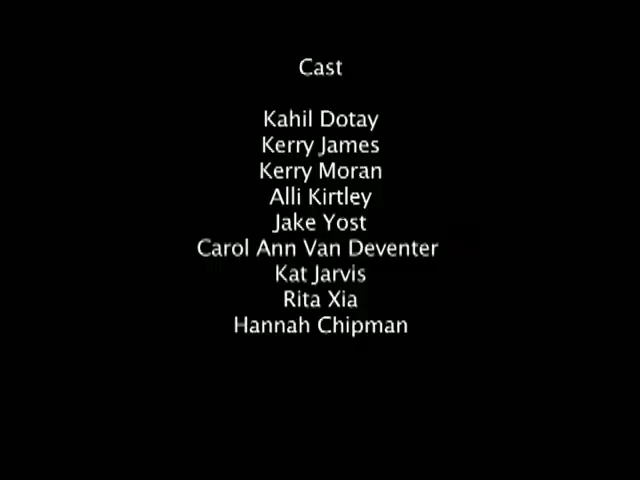 Cast
Kahil Dotay
Kerry James
Kerry Moran
Alli Kirtley
Jake Yost
Carol Ann Van Deventer
Kat Jarvis
Rita Xia
Hannah Chipman